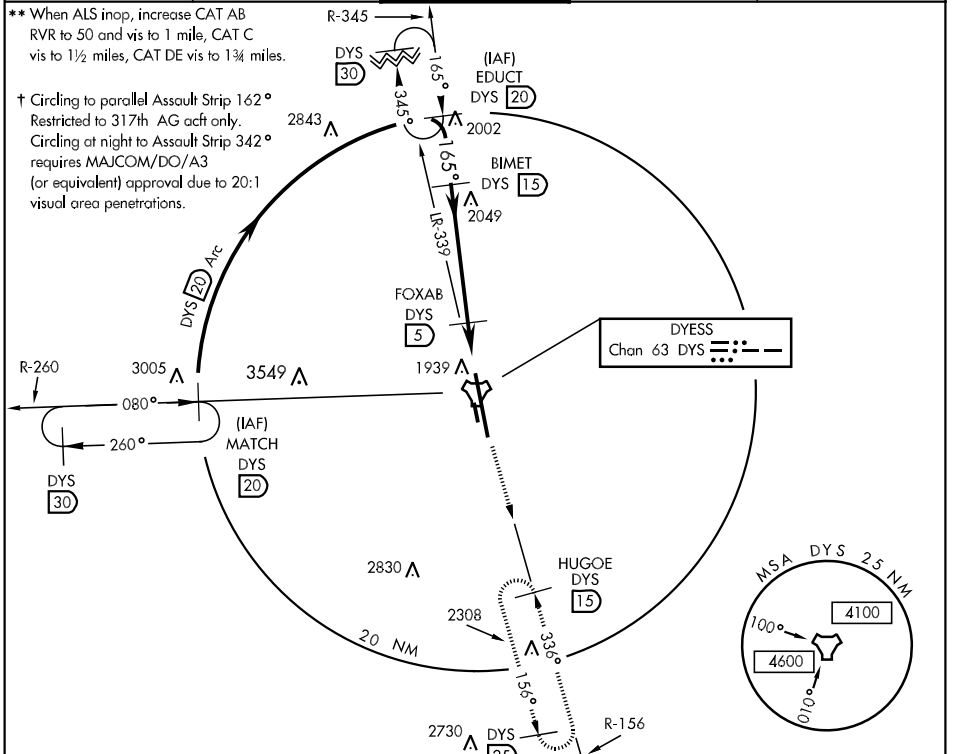 ** When ALS inop, increase CAT AB
RVR to 50 and vis to 1 mile, CAT C
vis to 1½ miles, CAT DE vis to 1¾ miles.
† Circling to parallel Assault Strip 162°
Restricted to 317th AG acft only.
Circling at night to Assault Strip 342°
requires MAJCOM/DO/A3
(or equivalent) approval due to 20:1
visual area penetrations.
R-345
DYS
30
165°
345°
(IAF)
EDUCT
DYS 20
2843
2002
165°
BIMET
DYS 15
2049
LR-339
DYS 20 Arc
FOXAB
DYS
5
DYESS
Chan 63 DYS
R-260
3005
3549
1939
080°
260°
(IAF)
MATCH
DYS
20
DYS
30
2830
HUGOE
DYS
15
2308
336°
156°
20 NM
2730
DYS
25
R-156
MSA DYS 25 NM
4100
100°
4600
010°